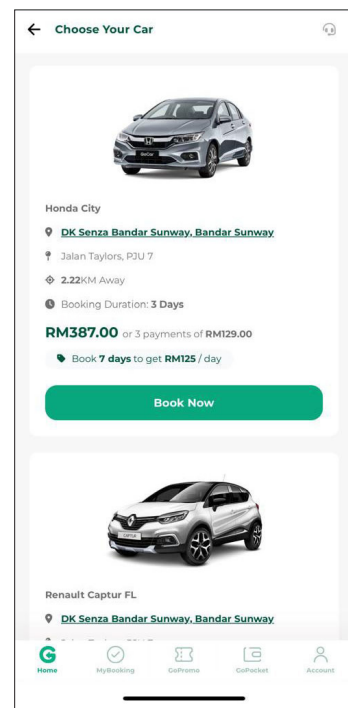 Choose Your Car
GoCar
Honda City
DK Senza Bandar Sunway, Bandar Sunway
Jalan Taylors, PJU 7
2.22KM Away
Booking Duration: 3 Days
RM387.00 or 3 payments of RM129.00
Book 7 days to get RM125 / day
Book Now
CAPTUR
Renault Captur FL
DK Senza Bandar Sunway, Bandar Sunway
Home
MyBooking
GoPromo
GoPocket
Account